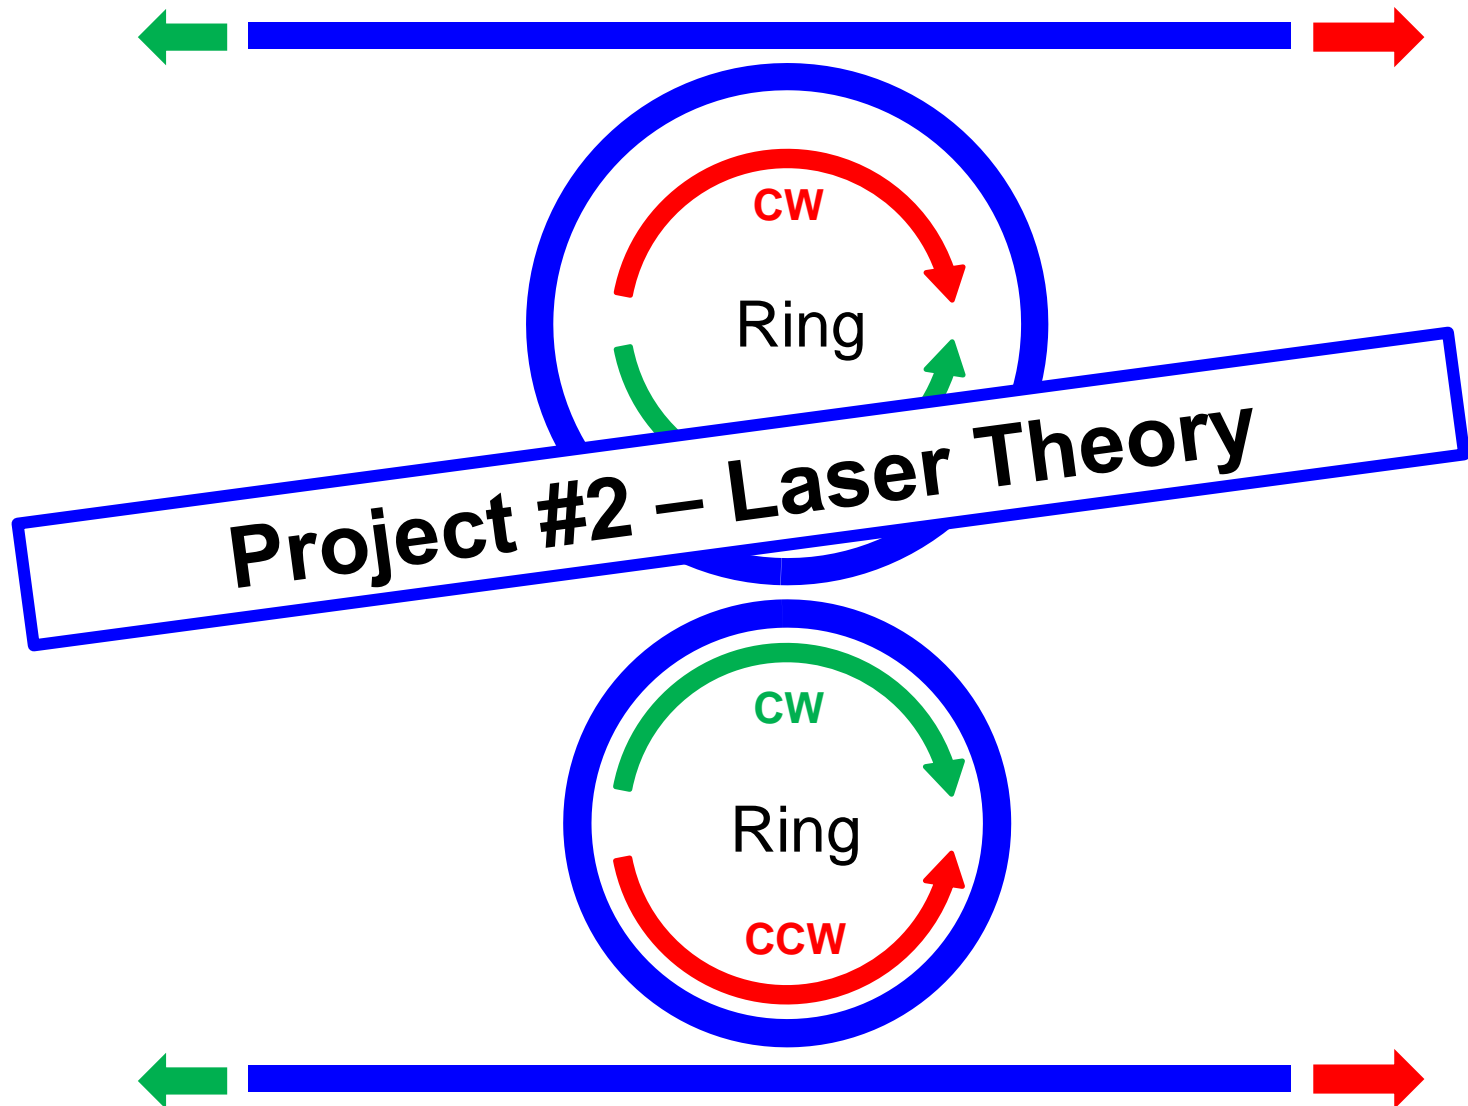 CW
Ring
Project #2 – Laser Theory
CW
Ring
CCW